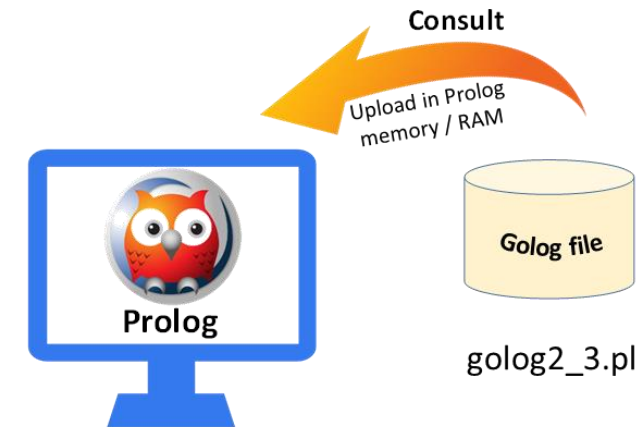 Consult
Upload in Prolog
memory / RAM
Golog file
Prolog
golog2_3.pl